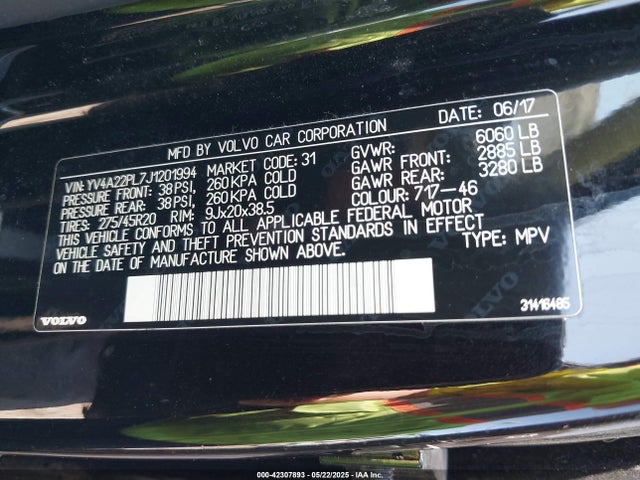 MFD BY VOLVO CAR CORPORATION DATE: 06/17
VIN: YV4A22PL7J1201994 MARKET CODE: 31 GVWR: 6060 LB
PRESSURE FRONT: 38 PSI, 260 KPA COLD GAWR FRONT: 2885 LB
PRESSURE REAR: 38 PSI, 260 KPA COLD GAWR REAR: 3280 LB
TIRES: 275/45R20 RIM: 9Jx20x38.5 COLOUR: 717-46
THIS VEHICLE CONFORMS TO ALL APPLICABLE FEDERAL MOTOR
VEHICLE SAFETY AND THEFT PREVENTION STANDARDS IN EFFECT
ON THE DATE OF MANUFACTURE SHOWN ABOVE. TYPE: MPV
VOLVO 31416485
000-42307893 - 05/22/2025 - IAA Inc.